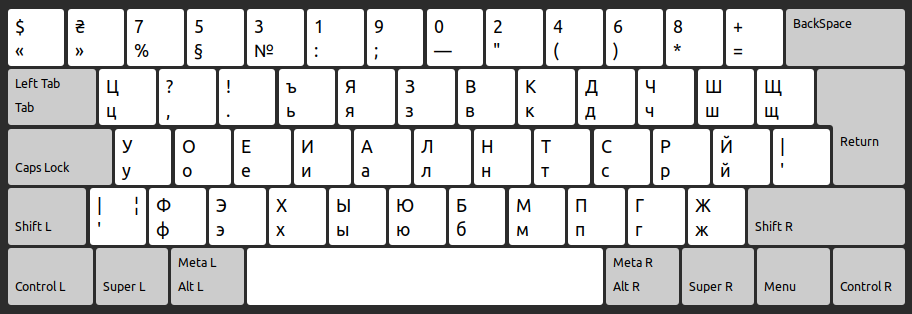 $ ₴ 7 5 3 1 9 0 2 4 6 8 + BackSpace
« » % § № : ; — " ( ) * =
Left Tab Ц ? ! ъ Я З В К Д Ч Ш Щ
Tab ц , . ь я з в к д ч ш щ
У О Е И А Л Н Т С Р Й | Return
Caps Lock у о е и а л н т с р й '
| ¦ Ф Э Х Ы Ю Б М П Г Ж
Shift L ' ф э х ы ю б м п г ж Shift R
Meta L Meta R
Control L Super L Alt L Alt R Super R Menu Control R